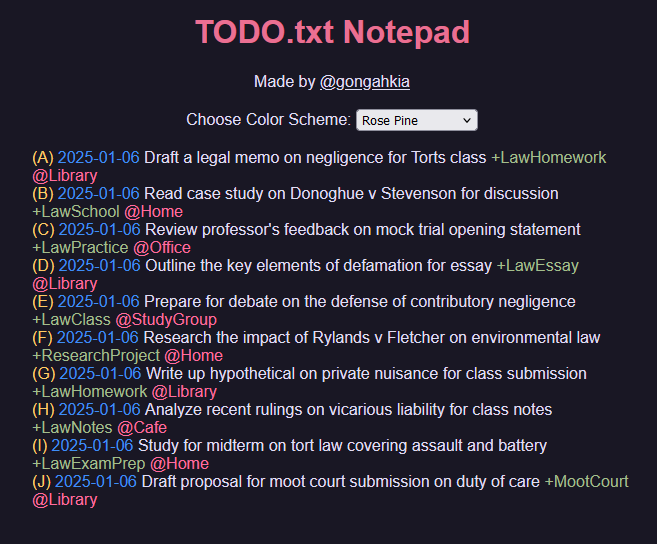 TODO.txt Notepad
Made by @gongahkia
Choose Color Scheme: Rose Pine
(A) 2025-01-06 Draft a legal memo on negligence for Torts class +LawHomework
@Library
(B) 2025-01-06 Read case study on Donoghue v Stevenson for discussion
+LawSchool @Home
(C) 2025-01-06 Review professor's feedback on mock trial opening statement
+LawPractice @Office
(D) 2025-01-06 Outline the key elements of defamation for essay +LawEssay
@Library
(E) 2025-01-06 Prepare for debate on the defense of contributory negligence
+LawClass @StudyGroup
(F) 2025-01-06 Research the impact of Rylands v Fletcher on environmental law
+ResearchProject @Home
(G) 2025-01-06 Write up hypothetical on private nuisance for class submission
+LawHomework @Library
(H) 2025-01-06 Analyze recent rulings on vicarious liability for class notes
+LawNotes @Cafe
(I) 2025-01-06 Study for midterm on tort law covering assault and battery
+LawExamPrep @Home
(J) 2025-01-06 Draft proposal for moot court submission on duty of care +MootCourt
@Library